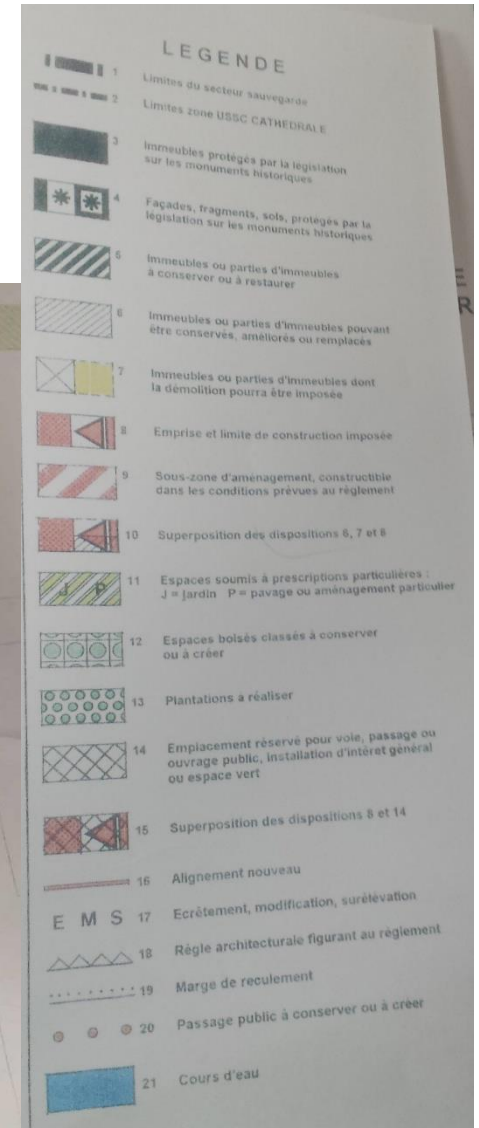 LEGENDE
1 Limites du secteur sauvegarde
2 Limites zone USSC CATHEDRALE
3 Immeubles protégés par la législation
sur les monuments historiques
4 Façades, fragments, sols, protégés par la
législation sur les monuments historiques
5 Immeubles ou parties d'immeubles
à conserver ou à restaurer
6 Immeubles ou parties d'immeubles pouvant
être conservés, améliorés ou remplacés
7 Immeubles ou parties d'immeubles dont
la démolition pourra être imposée
8 Emprise et limite de construction imposée
9 Sous-zone d'aménagement, constructible
dans les conditions prévues au règlement
10 Superposition des dispositions 6, 7 et 8
J P 11 Espaces soumis à prescriptions particulières :
J = jardin P = pavage ou aménagement particulier
12 Espaces boisés classés à conserver
ou à créer
13 Plantations a réaliser
14 Emplacement réservé pour voie, passage ou
ouvrage public, installation d'intéret général
ou espace vert
15 Superposition des dispositions 8 et 14
16 Alignement nouveau
E M S 17 Ecrêtement, modification, surélévation
18 Règle architecturale figurant au règlement
19 Marge de reculement
20 Passage public à conserver ou à créer
21 Cours d'eau
E
R